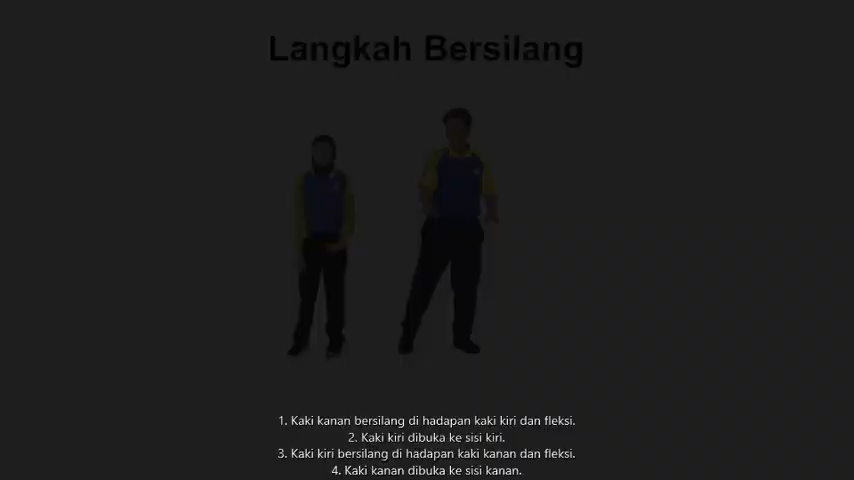 Langkah Bersilang
1. Kaki kanan bersilang di hadapan kaki kiri dan fleksi.
2. Kaki kiri dibuka ke sisi kiri.
3. Kaki kiri bersilang di hadapan kaki kanan dan fleksi.
4. Kaki kanan dibuka ke sisi kanan.